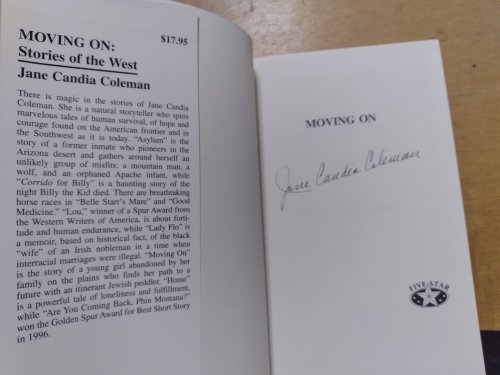 MOVING ON: $17.95
Stories of the West
Jane Candia Coleman
There is magic in the stories of Jane Candia
Coleman. She is a natural storyteller who spins
marvelous tales of human survival, of hope and
courage found on the American frontier and in
the Southwest as it is today. “Asylum” is the
story of a former inmate who pioneers in the
Arizona desert and gathers around herself an
unlikely group of misfits: a mountain man, a
wolf, and an orphaned Apache infant, while
“Corrido for Billy” is a haunting story of the
night Billy the Kid died. There are breathtaking
horse races in “Belle Starr’s Mare” and “Good
Medicine.” “Lou,” winner of a Spur Award from
the Western Writers of America, is about forti-
tude and human endurance, while “Lady Flo” is
a memoir, based on historical fact, of the black
“wife” of an Irish nobleman in a time when
interracial marriages were illegal. “Moving On”
is the story of a young girl abandoned by her
family on the plains who finds her path to a
future with an itinerant Jewish peddler. “Home”
is a powerful tale of loneliness and fulfillment,
while “Are You Coming Back, Phin Montana?”
won the Golden Spur Award for Best Short Story
in 1996.
MOVING ON
Jane Candia Coleman
FIVE STAR